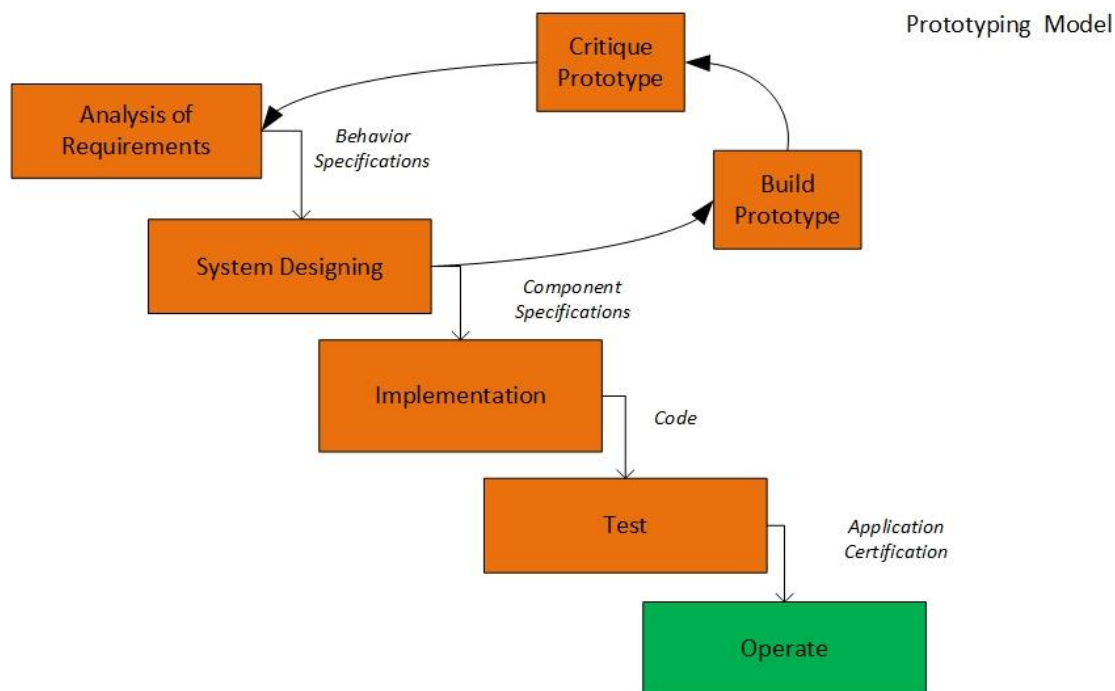 Prototyping Model
Critique
Prototype
Analysis of
Requirements
Behavior
Specifications
Build
Prototype
System Designing
Component
Specifications
Implementation
Code
Test
Application
Certification
Operate